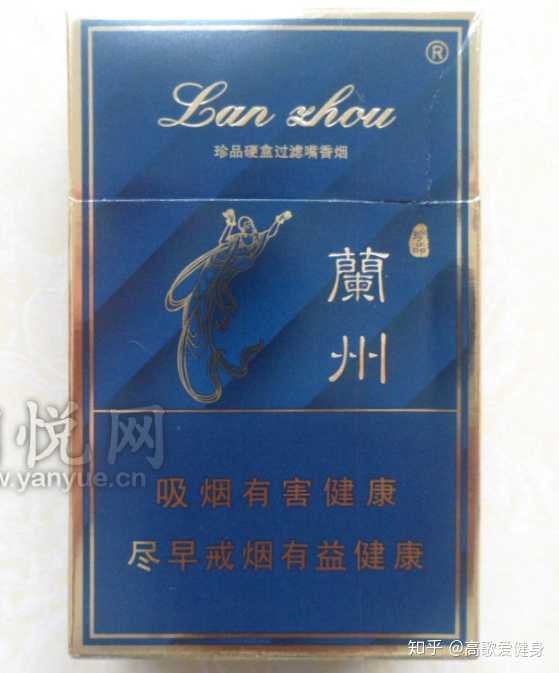 ®
Lan zhou
珍品硬盒过滤嘴香烟
珍品
蘭
州
悦网
www.yanyue.cn
吸烟有害健康
尽早戒烟有益健康
知乎 @高歌爱健身